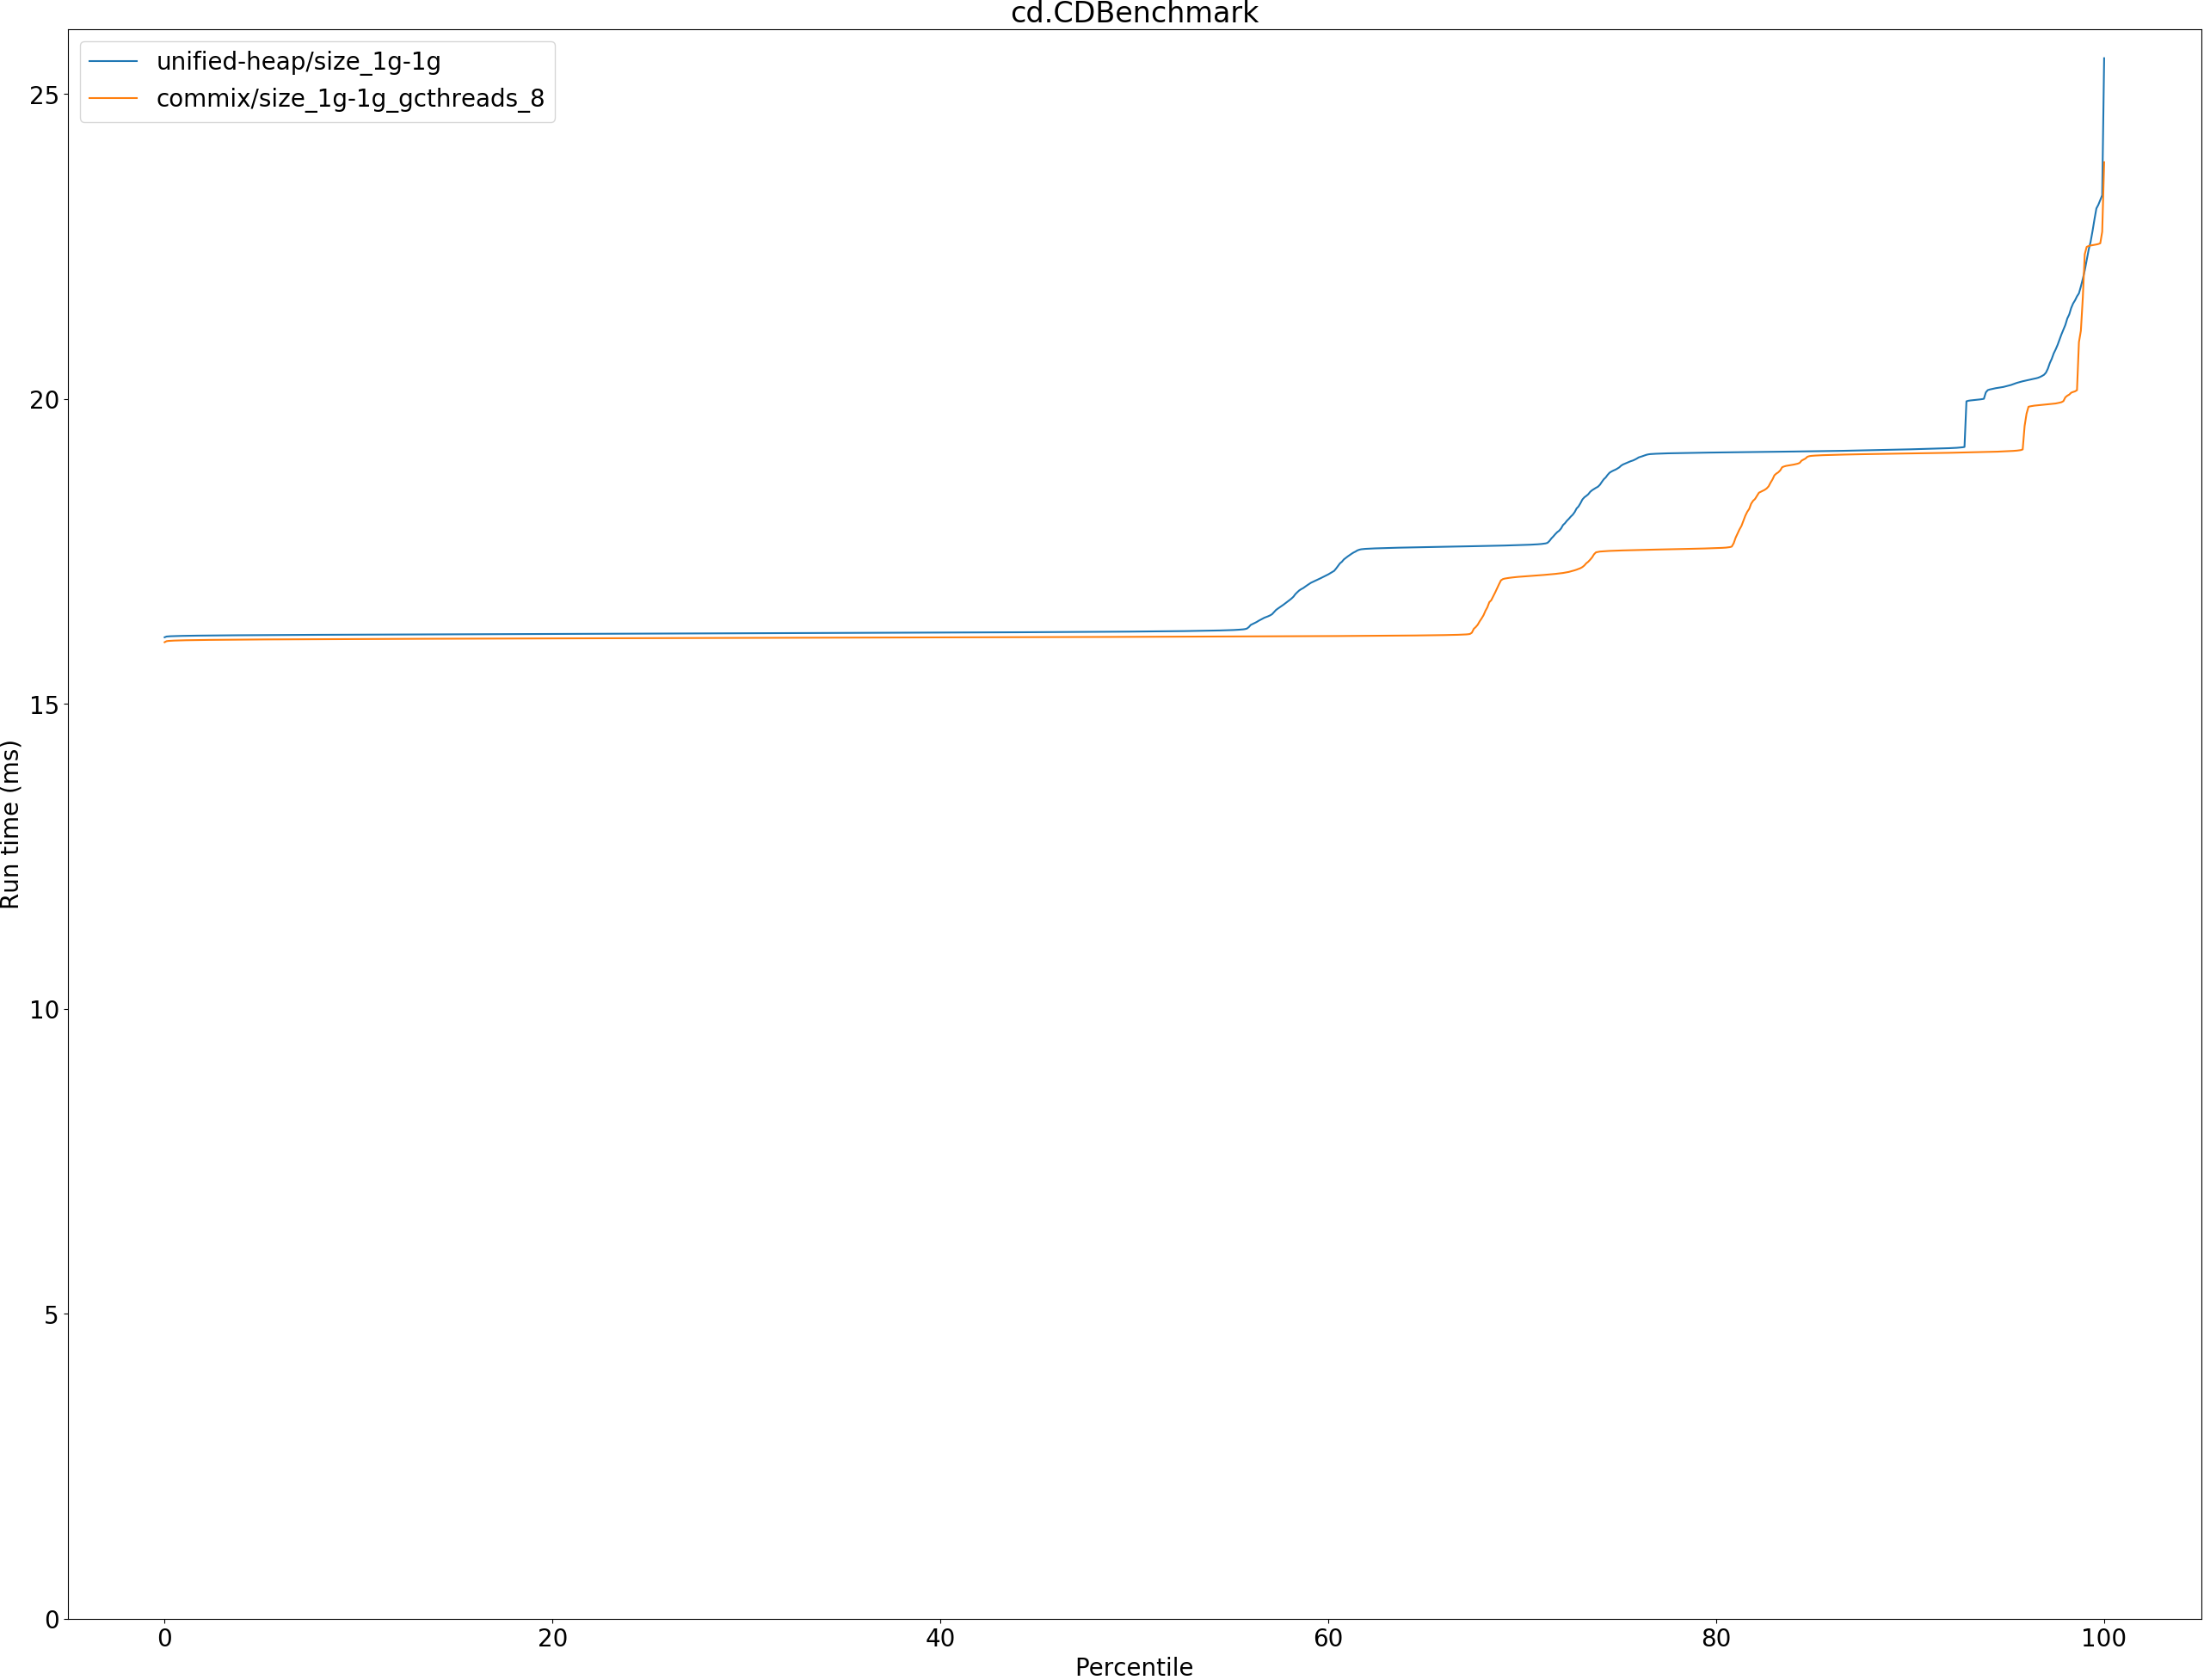 cd.CDBenchmark
unified-heap/size_1g-1g
commix/size_1g-1g_gcthreads_8
25
20
15
10
5
0
Run time (ms)
0 20 40 60 80 100
Percentile